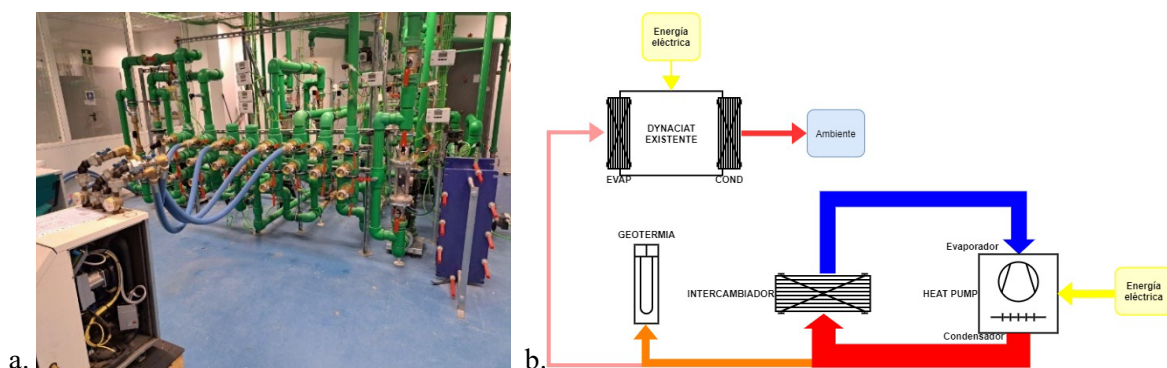 a.
b.
Energía
eléctrica
DYNACIAT
EXISTENTE
EVAP
COND
Ambiente
GEOTERMIA
INTERCAMBIADOR
Evaporador
HEAT PUMP
Condensador
Energía
eléctrica